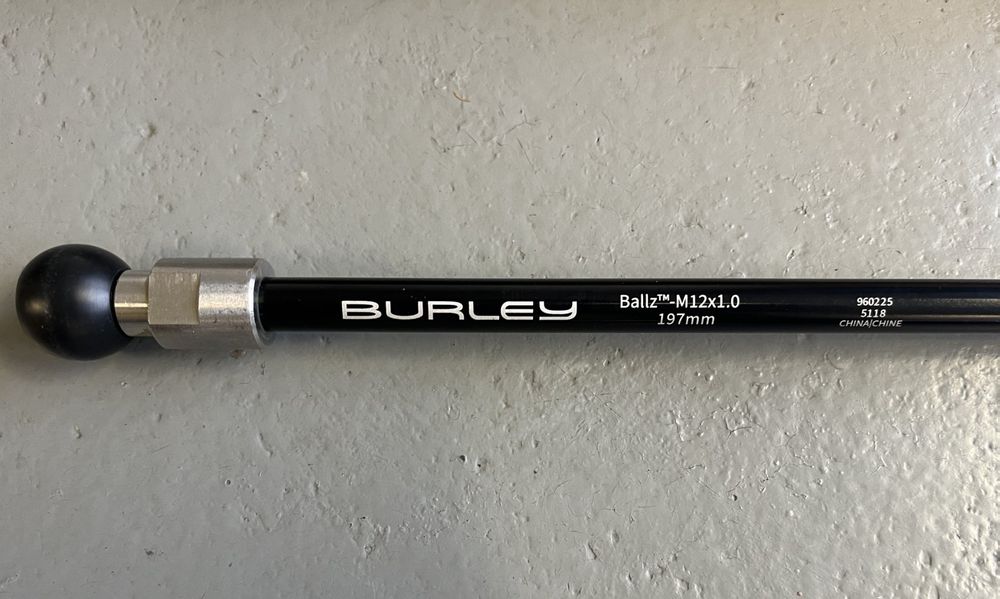 BURLEY
Ballz™-M12x1.0
197mm
960225
5118
CHINA|CHINE